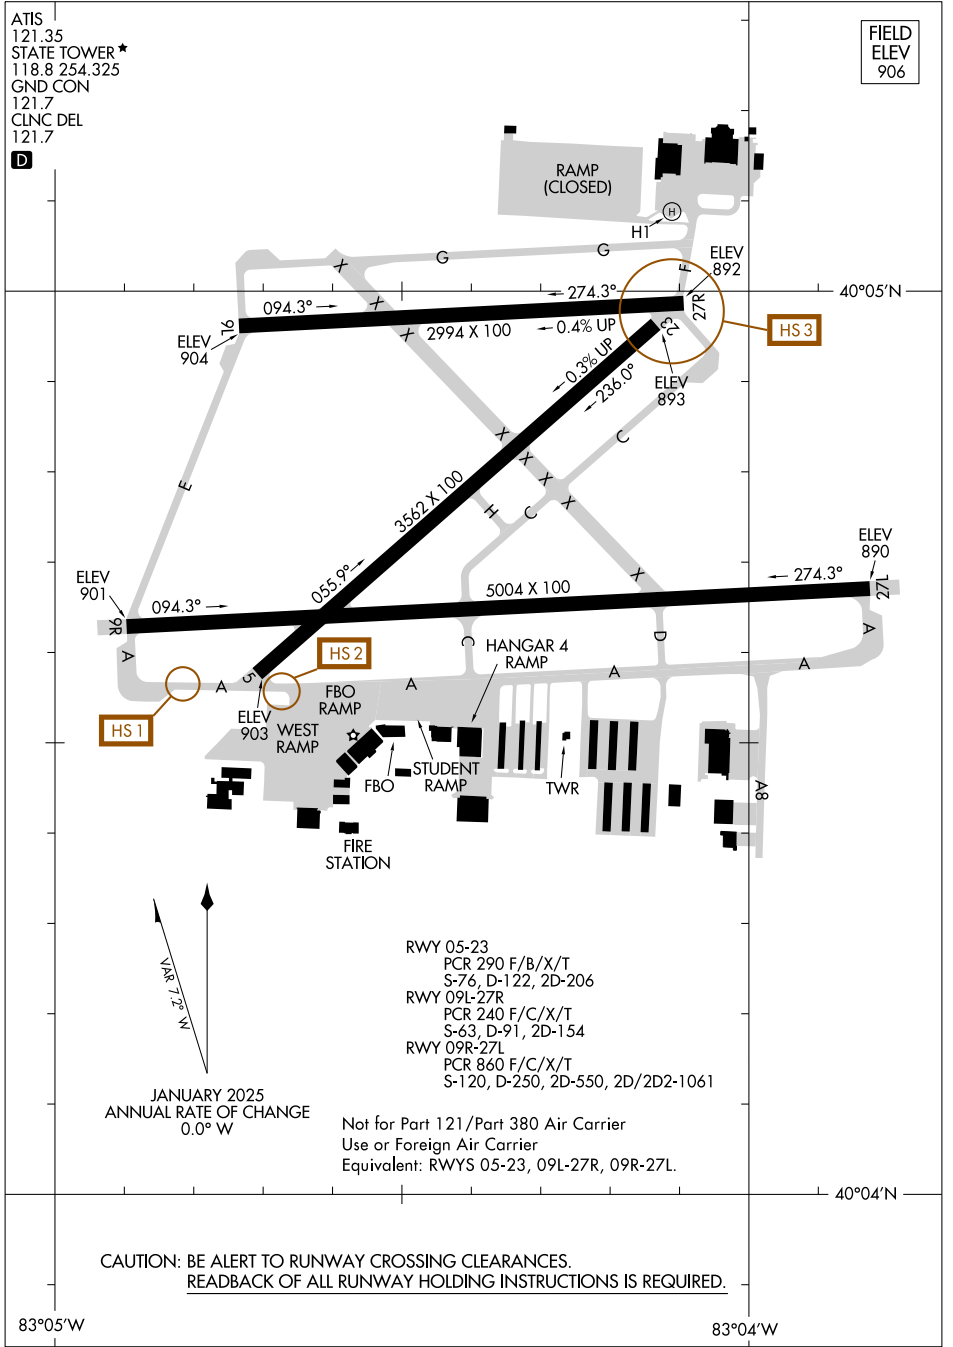 ATIS
121.35
STATE TOWER ★
118.8 254.325
GND CON
121.7
CLNC DEL
121.7
D
FIELD
ELEV
906
RAMP
(CLOSED)
H
H1
G
G
F
ELEV
892
40°05'N
X
X
X
094.3°
274.3°
27R
9L
2994 X 100
0.4% UP
HS 3
ELEV
904
23
0.3% UP
236.0°
ELEV
893
C
X
X
X
X
E
3562 X 100
H
C
ELEV
890
ELEV
901
055.9°
X
5004 X 100
274.3°
27L
094.3°
9R
A
C
D
A
HANGAR 4
RAMP
HS 2
A
A
A
A
5
HS 1
ELEV
903
FBO
RAMP
WEST
RAMP
FBO
STUDENT
RAMP
TWR
A8
FIRE
STATION
VAR 7.2° W
JANUARY 2025
ANNUAL RATE OF CHANGE
0.0° W
RWY 05-23
PCR 290 F/B/X/T
S-76, D-122, 2D-206
RWY 09L-27R
PCR 240 F/C/X/T
S-63, D-91, 2D-154
RWY 09R-27L
PCR 860 F/C/X/T
S-120, D-250, 2D-550, 2D/2D2-1061
Not for Part 121/Part 380 Air Carrier
Use or Foreign Air Carrier
Equivalent: RWYS 05-23, 09L-27R, 09R-27L.
40°04'N
CAUTION: BE ALERT TO RUNWAY CROSSING CLEARANCES.
READBACK OF ALL RUNWAY HOLDING INSTRUCTIONS IS REQUIRED.
83°05'W
83°04'W